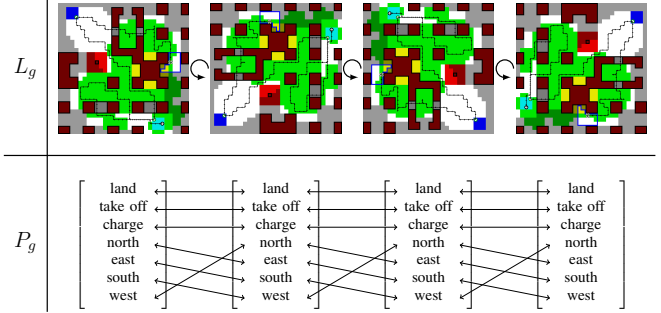 L_g
P_g
land land land land
take off take off take off take off
charge charge charge charge
north north north north
east east east east
south south south south
west west west west